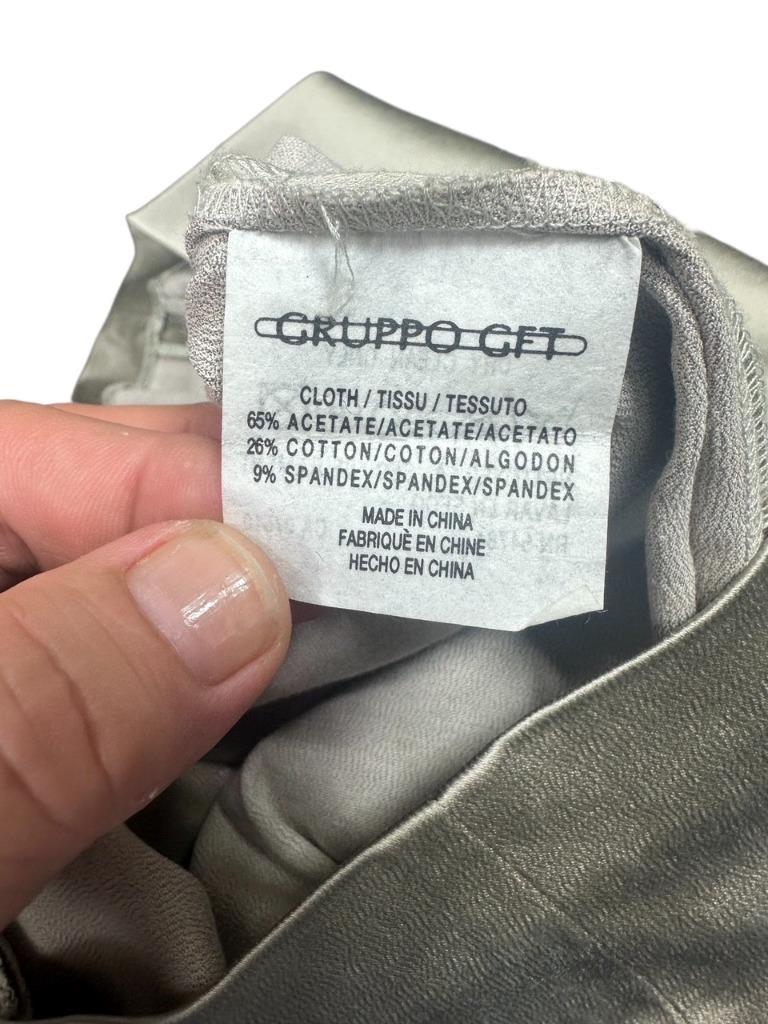 GRUPPO GFT
CLOTH / TISSU / TESSUTO
65% ACETATE/ACETATE/ACETATO
26% COTTON/COTON/ALGODON
9% SPANDEX/SPANDEX/SPANDEX
MADE IN CHINA
FABRIQUÈ EN CHINE
HECHO EN CHINA